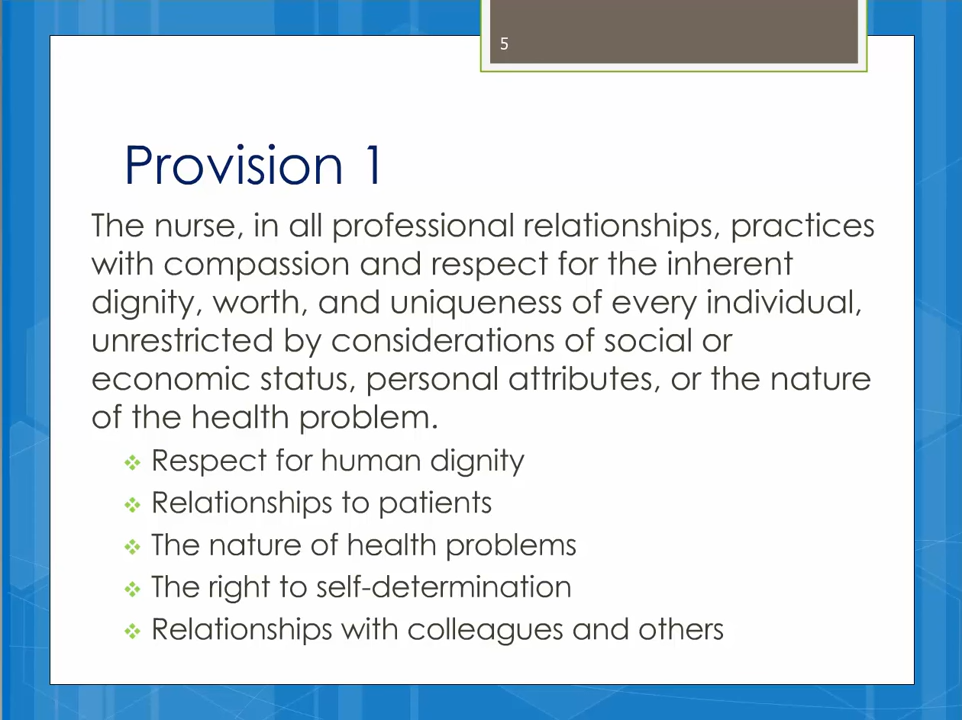 5
Provision 1
The nurse, in all professional relationships, practices
with compassion and respect for the inherent
dignity, worth, and uniqueness of every individual,
unrestricted by considerations of social or
economic status, personal attributes, or the nature
of the health problem.
Respect for human dignity
Relationships to patients
The nature of health problems
The right to self-determination
Relationships with colleagues and others